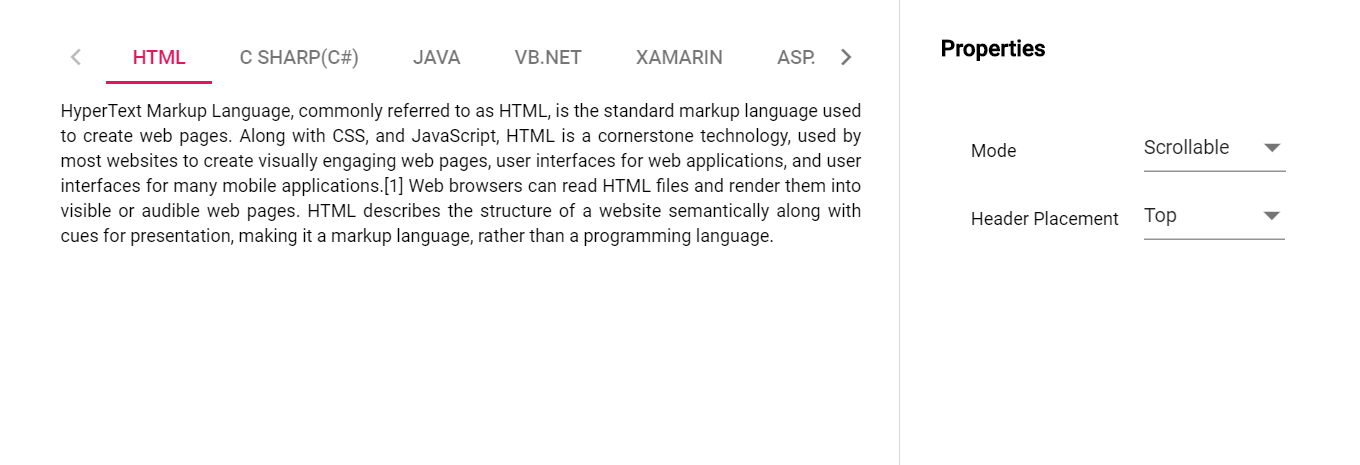 HTML C SHARP(C#) JAVA VB.NET XAMARIN ASP.
HyperText Markup Language, commonly referred to as HTML, is the standard markup language used
to create web pages. Along with CSS, and JavaScript, HTML is a cornerstone technology, used by
most websites to create visually engaging web pages, user interfaces for web applications, and user
interfaces for many mobile applications.[1] Web browsers can read HTML files and render them into
visible or audible web pages. HTML describes the structure of a website semantically along with
cues for presentation, making it a markup language, rather than a programming language.
Properties
Mode Scrollable
Header Placement Top